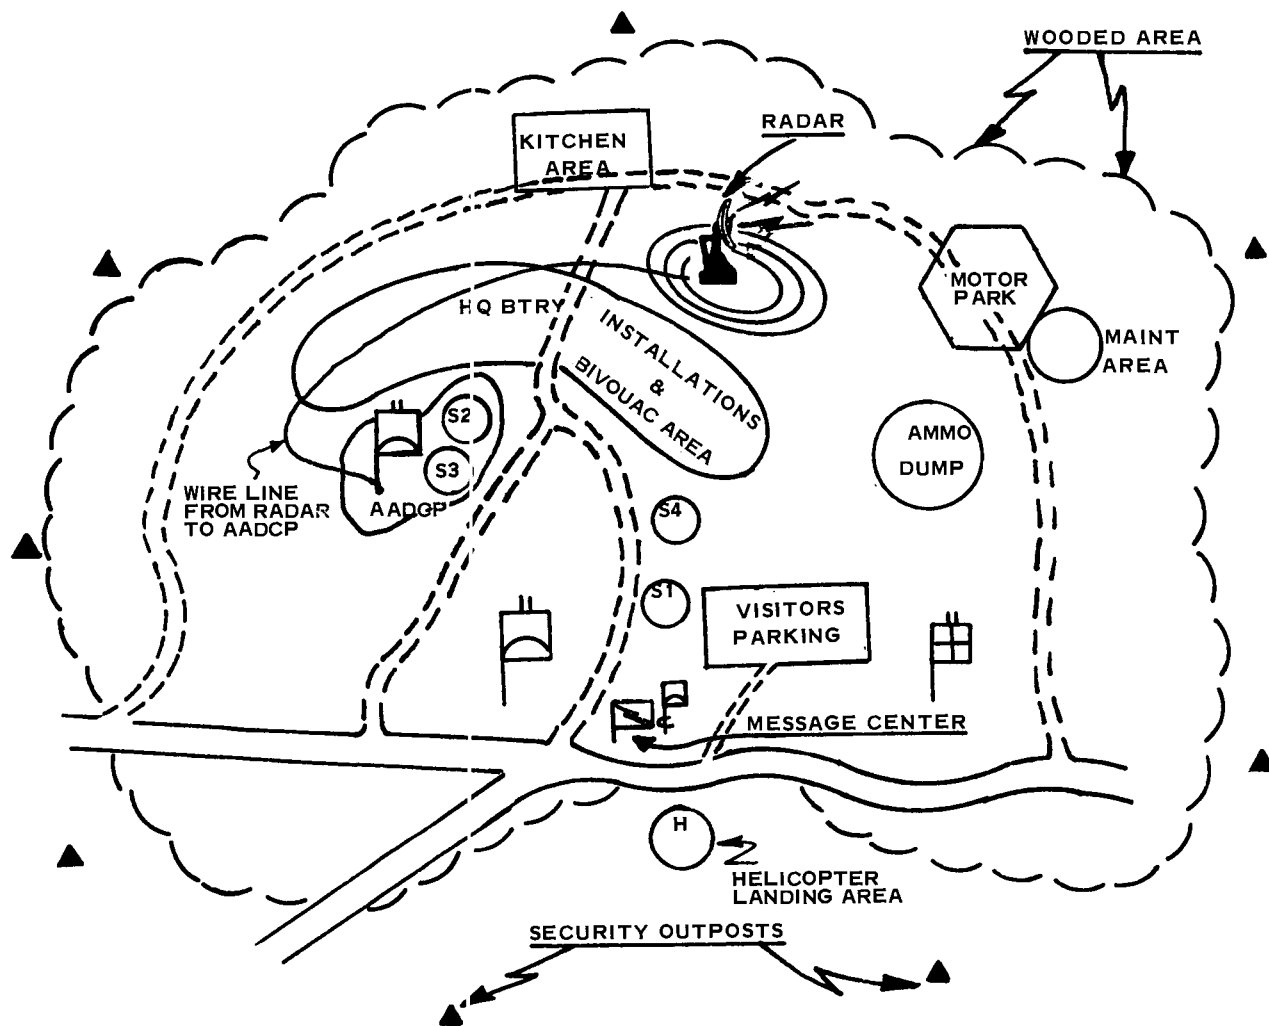 WOODED AREA
RADAR
KITCHEN
AREA
MOTOR
PARK
MAINT
AREA
HQ BTRY
INSTALLATIONS
&
BIVOUAC AREA
S2
S3
AADCP
WIRE LINE
FROM RADAR
TO AADCP
AMMO
DUMP
S4
S1
VISITORS
PARKING
MESSAGE CENTER
C
H
HELICOPTER
LANDING AREA
SECURITY OUTPOSTS